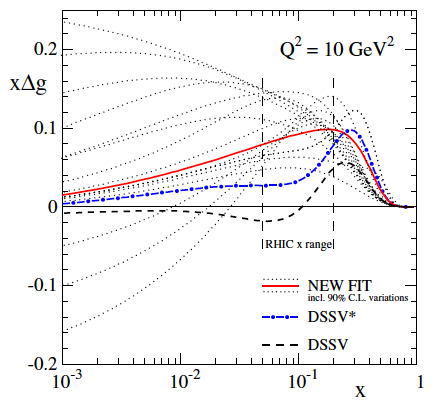 Q² = 10 GeV²
xΔg
0.2
0.1
0
-0.1
-0.2
RHIC x range
NEW FIT
incl. 90% C.L. variations
DSSV*
DSSV
10⁻³
10⁻²
10⁻¹
1
x